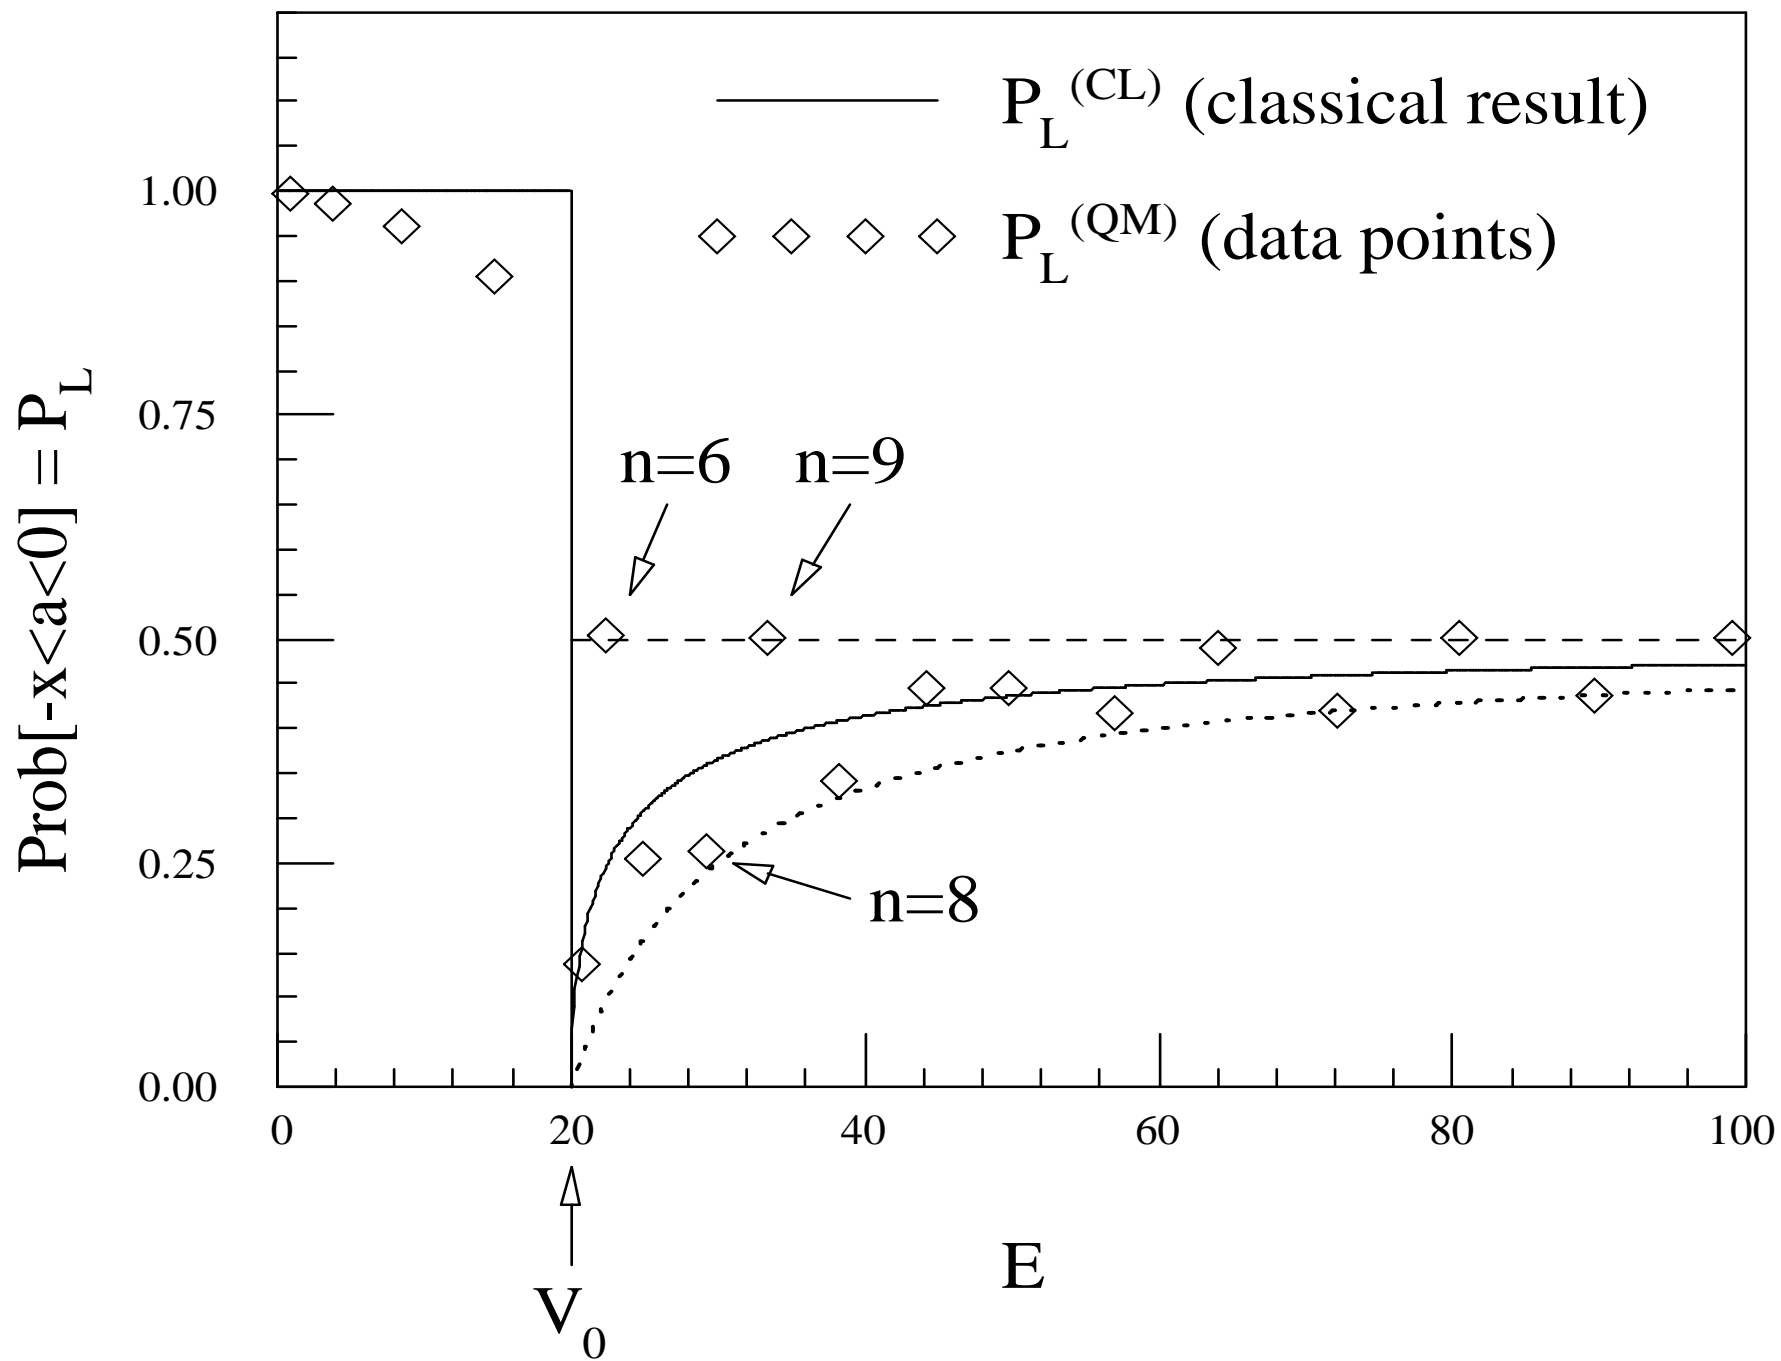 P_L^(CL) (classical result)
P_L^(QM) (data points)
Prob[-x<a<0] = P_L
1.00
0.75
0.50
0.25
0.00
n=6
n=9
n=8
0
20
40
60
80
100
V_0
E